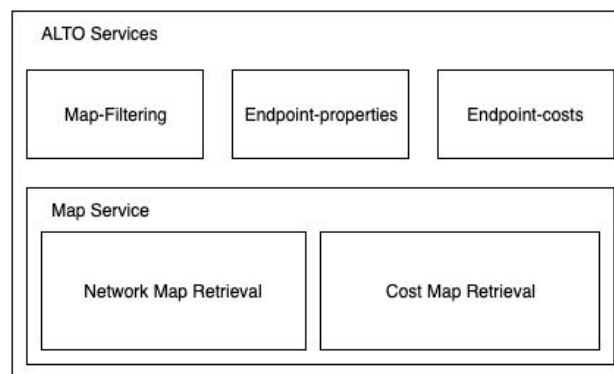 ALTO Services
Map-Filtering
Endpoint-properties
Endpoint-costs
Map Service
Network Map Retrieval
Cost Map Retrieval